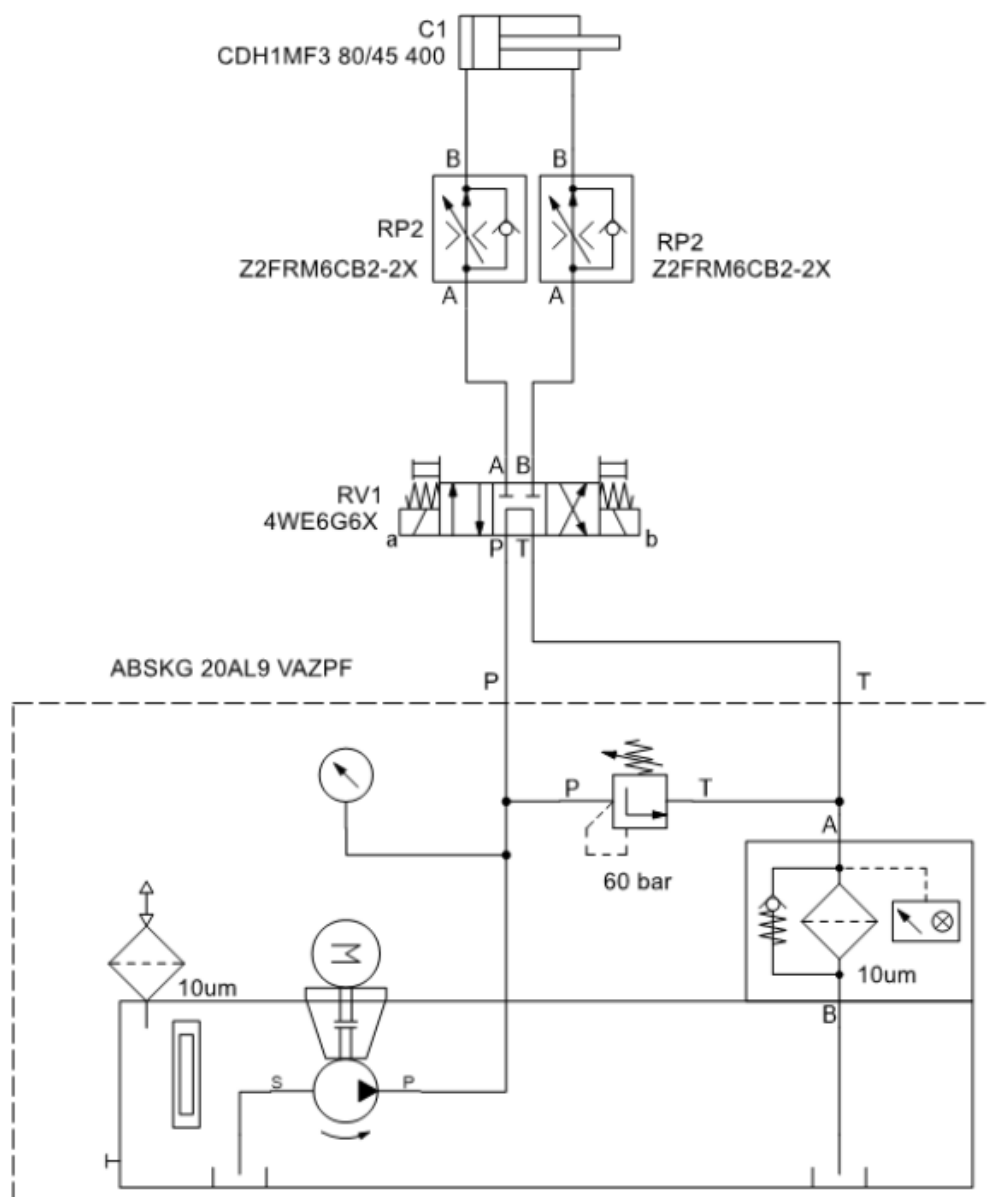 C1
CDH1MF3 80/45 400
B
B
RP2
Z2FRM6CB2-2X
RP2
Z2FRM6CB2-2X
A
A
A B
RV1
4WE6G6X
a
P T
b
ABSKG 20AL9 VAZPF
P
T
P
T
A
60 bar
M
10um
10um
B
S
P